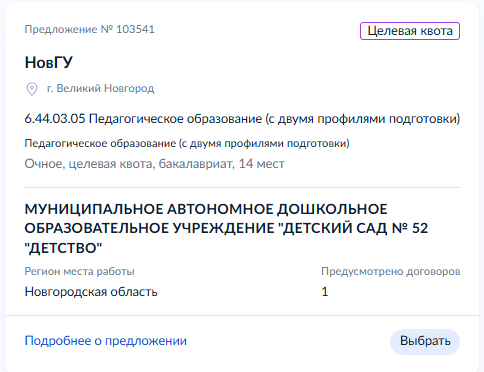 Предложение № 103541
Целевая квота
НовГУ
г. Великий Новгород
6.44.03.05 Педагогическое образование (с двумя профилями подготовки)
Педагогическое образование (с двумя профилями подготовки)
Очное, целевая квота, бакалавриат, 14 мест
МУНИЦИПАЛЬНОЕ АВТОНОМНОЕ ДОШКОЛЬНОЕ
ОБРАЗОВАТЕЛЬНОЕ УЧРЕЖДЕНИЕ "ДЕТСКИЙ САД № 52
"ДЕТСТВО"
Регион места работы
Предусмотрено договоров
Новгородская область
1
Подробнее о предложении
Выбрать